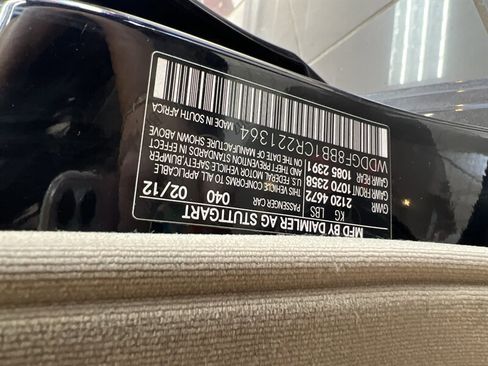 MFD BY DAIMLER AG STUTTGART
KG LBS 040 02/12
GVWR 2120 4672 PASSENGER CAR
GAWR FRONT 1070 2358 THIS VEHICLE CONFORMS TO ALL APPLICABLE
GAWR REAR 1085 2391 U.S. FEDERAL MOTOR VEHICLE SAFETY/BUMPER
AND THEFT PREVENTION STANDARDS IN EFFECT
ON THE DATE OF MANUFACTURE SHOWN ABOVE
WDDGF8BB1CR221364 MADE IN SOUTH AFRICA